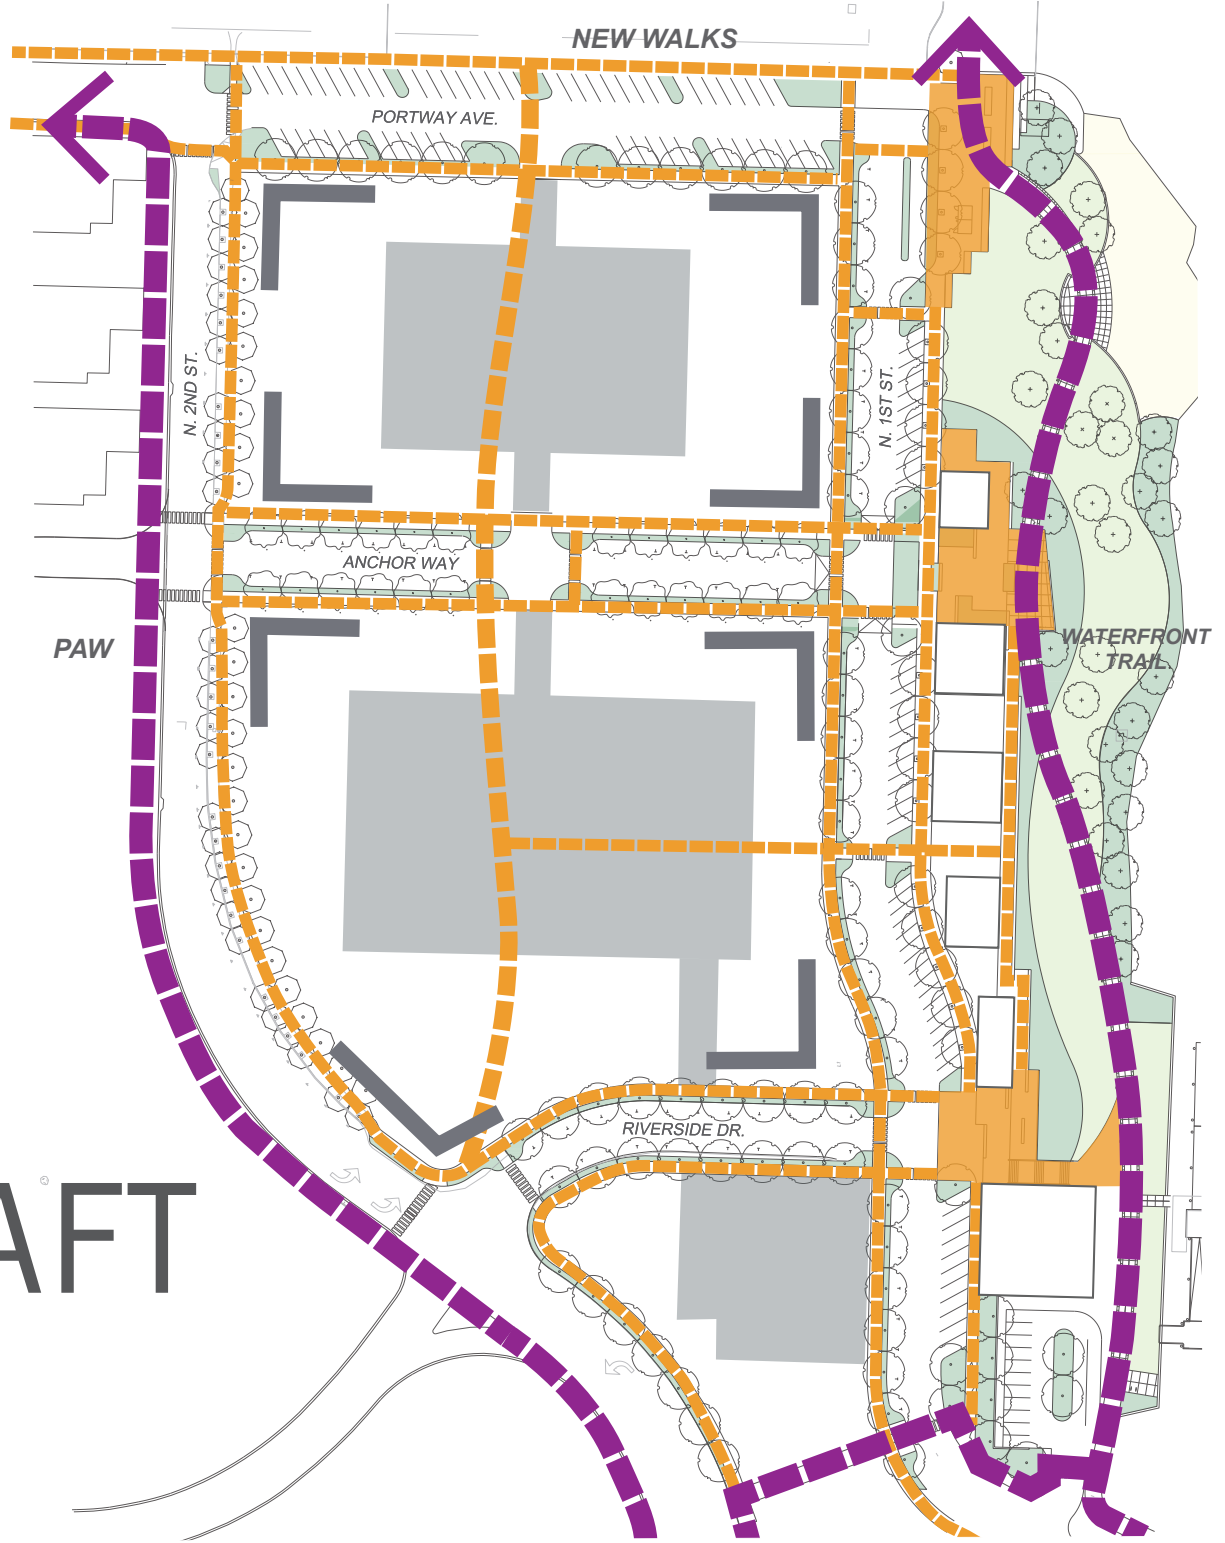 NEW WALKS
PORTWAY AVE.
N. 2ND ST.
N. 1ST ST.
ANCHOR WAY
PAW
WATERFRONT
TRAIL.
RIVERSIDE DR.
AFT